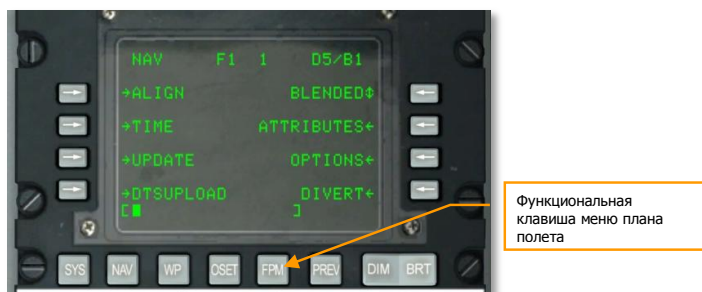 NAV F1 1 D5/B1
→ALIGN BLENDED↕
→TIME ATTRIBUTES←
→UPDATE OPTIONS←
→DTSUPLOAD DIVERT←
[ ]
SYS NAV WP OSET FPM PREV DIM BRT
Функциональная
клавиша меню плана
полета